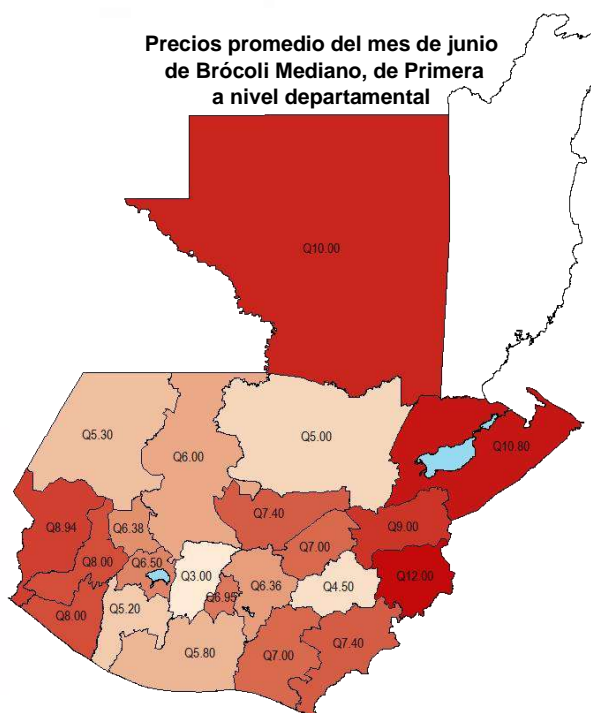 Precios promedio del mes de junio
de Brócoli Mediano, de Primera
a nivel departamental
Q10.00
Q5.30
Q6.00
Q5.00
Q10.80
Q8.94
Q6.38
Q7.40
Q9.00
Q8.00
Q6.50
Q3.00
Q6.95
Q6.36
Q7.00
Q4.50
Q12.00
Q8.00
Q5.20
Q5.80
Q7.00
Q7.40